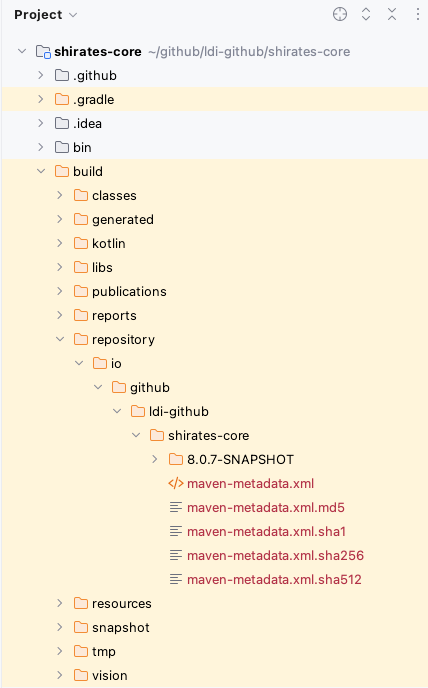 Project
shirates-core ~/github/ldi-github/shirates-core
.github
.gradle
.idea
bin
build
classes
generated
kotlin
libs
publications
reports
repository
io
github
ldi-github
shirates-core
8.0.7-SNAPSHOT
maven-metadata.xml
maven-metadata.xml.md5
maven-metadata.xml.sha1
maven-metadata.xml.sha256
maven-metadata.xml.sha512
resources
snapshot
tmp
vision